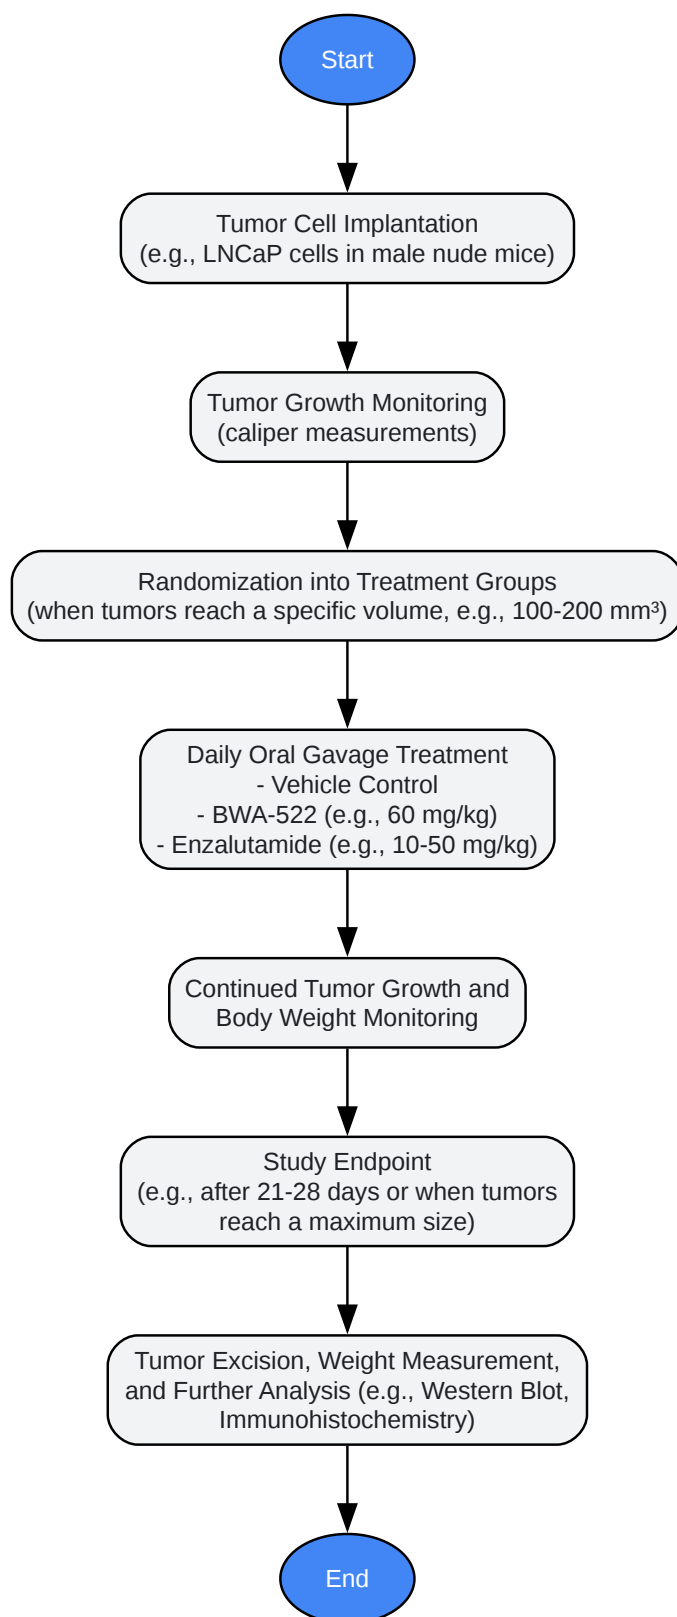 Start
Tumor Cell Implantation
(e.g., LNCaP cells in male nude mice)
Tumor Growth Monitoring
(caliper measurements)
Randomization into Treatment Groups
(when tumors reach a specific volume, e.g., 100-200 mm³)
Daily Oral Gavage Treatment
- Vehicle Control
- BWA-522 (e.g., 60 mg/kg)
- Enzalutamide (e.g., 10-50 mg/kg)
Continued Tumor Growth and
Body Weight Monitoring
Study Endpoint
(e.g., after 21-28 days or when tumors
reach a maximum size)
Tumor Excision, Weight Measurement,
and Further Analysis (e.g., Western Blot,
Immunohistochemistry)
End